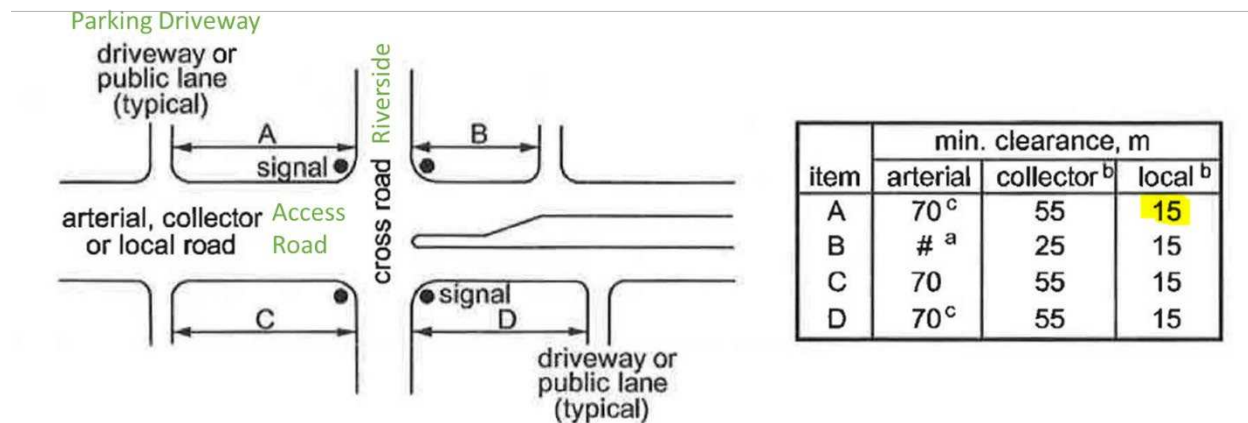 Parking Driveway
driveway or
public lane
(typical)
Riverside
A
B
signal
arterial, collector
or local road
Access
Road
cross road
signal
C
D
driveway or
public lane
(typical)
min. clearance, m
item arterial collector b local b
A 70 c 55 15
B # a 25 15
C 70 55 15
D 70 c 55 15